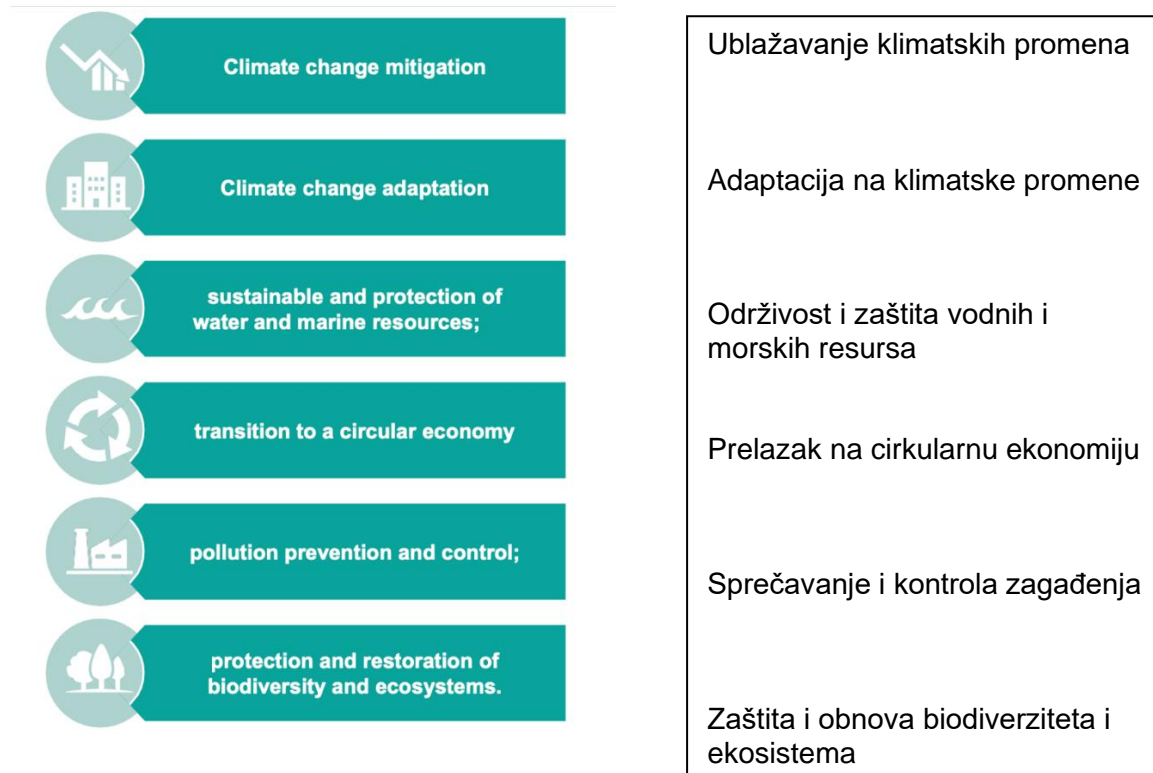 Climate change mitigation
Climate change adaptation
sustainable and protection of
water and marine resources;
transition to a circular economy
pollution prevention and control;
protection and restoration of
biodiversity and ecosystems.
Ublažavanje klimatskih promena
Adaptacija na klimatske promene
Održivost i zaštita vodnih i
morskih resursa
Prelazak na cirkularnu ekonomiju
Sprečavanje i kontrola zagađenja
Zaštita i obnova biodiverziteta i
ekosistema